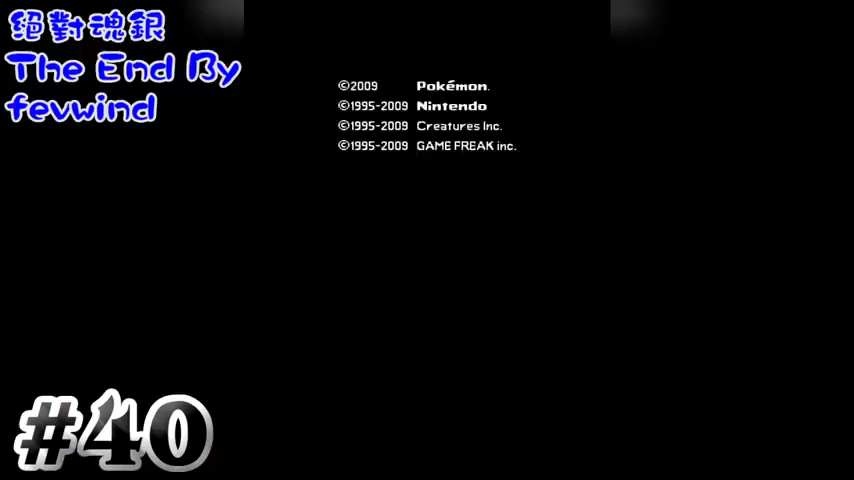 絕對魂銀
The End By
fevwind
©2009 Pokémon.
©1995-2009 Nintendo
©1995-2009 Creatures Inc.
©1995-2009 GAME FREAK inc.
#40